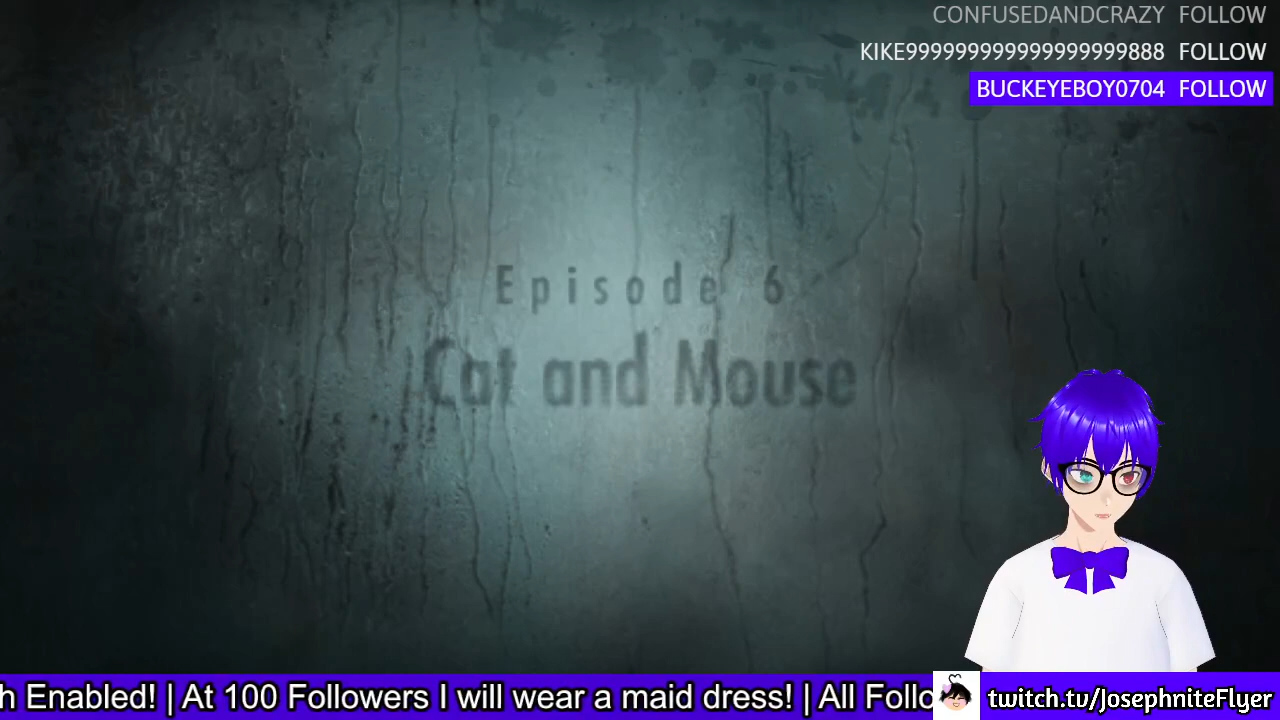 CONFUSEDANDCRAZY FOLLOW
KIKE999999999999999999888 FOLLOW
BUCKEYEBOY0704 FOLLOW
Episode 6
Cat and Mouse
h Enabled! | At 100 Followers I will wear a maid dress! | All Follo
twitch.tv/JosephniteFlyer